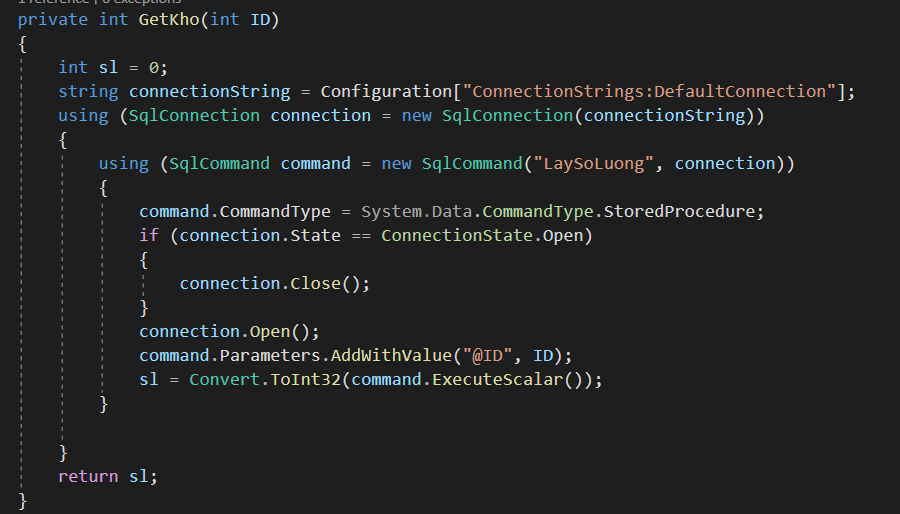 1 reference | 0 exceptions
private int GetKho(int ID)
{
int sl = 0;
string connectionString = Configuration["ConnectionStrings:DefaultConnection"];
using (SqlConnection connection = new SqlConnection(connectionString))
{
using (SqlCommand command = new SqlCommand("LaySoLuong", connection))
{
command.CommandType = System.Data.CommandType.StoredProcedure;
if (connection.State == ConnectionState.Open)
{
connection.Close();
}
connection.Open();
command.Parameters.AddWithValue("@ID", ID);
sl = Convert.ToInt32(command.ExecuteScalar());
}
}
return sl;
}